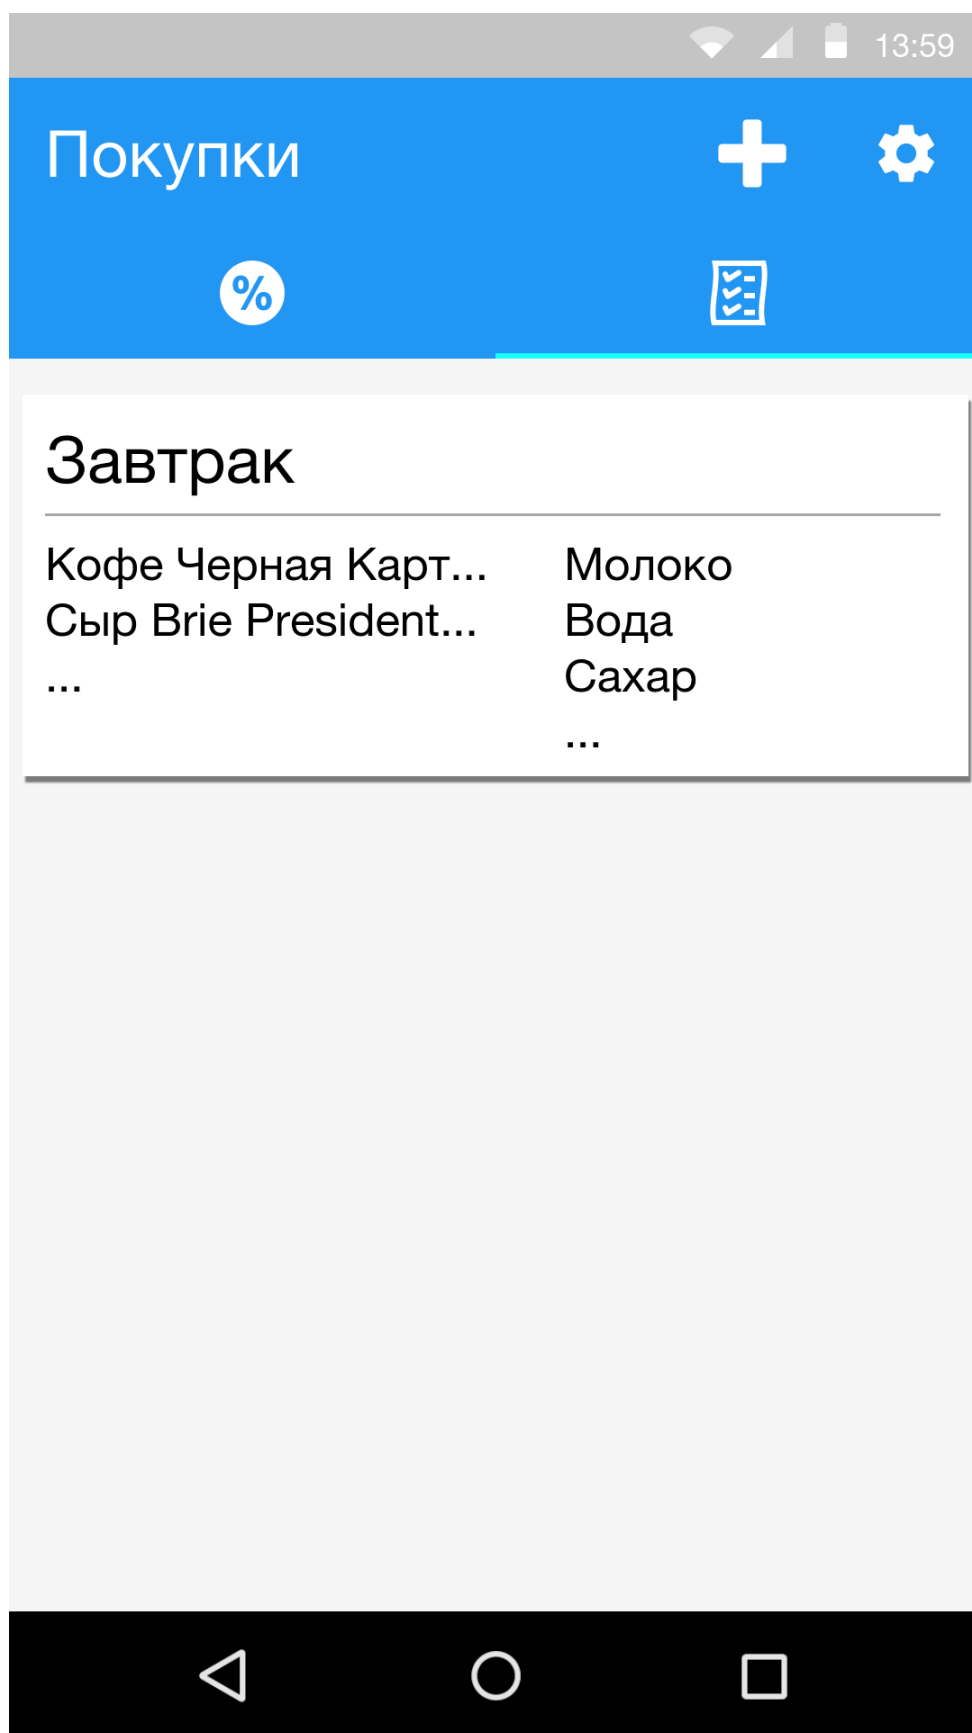 13:59
Покупки
%
Завтрак
Кофе Черная Карт...
Сыр Brie President...
...
Молоко
Вода
Сахар
...